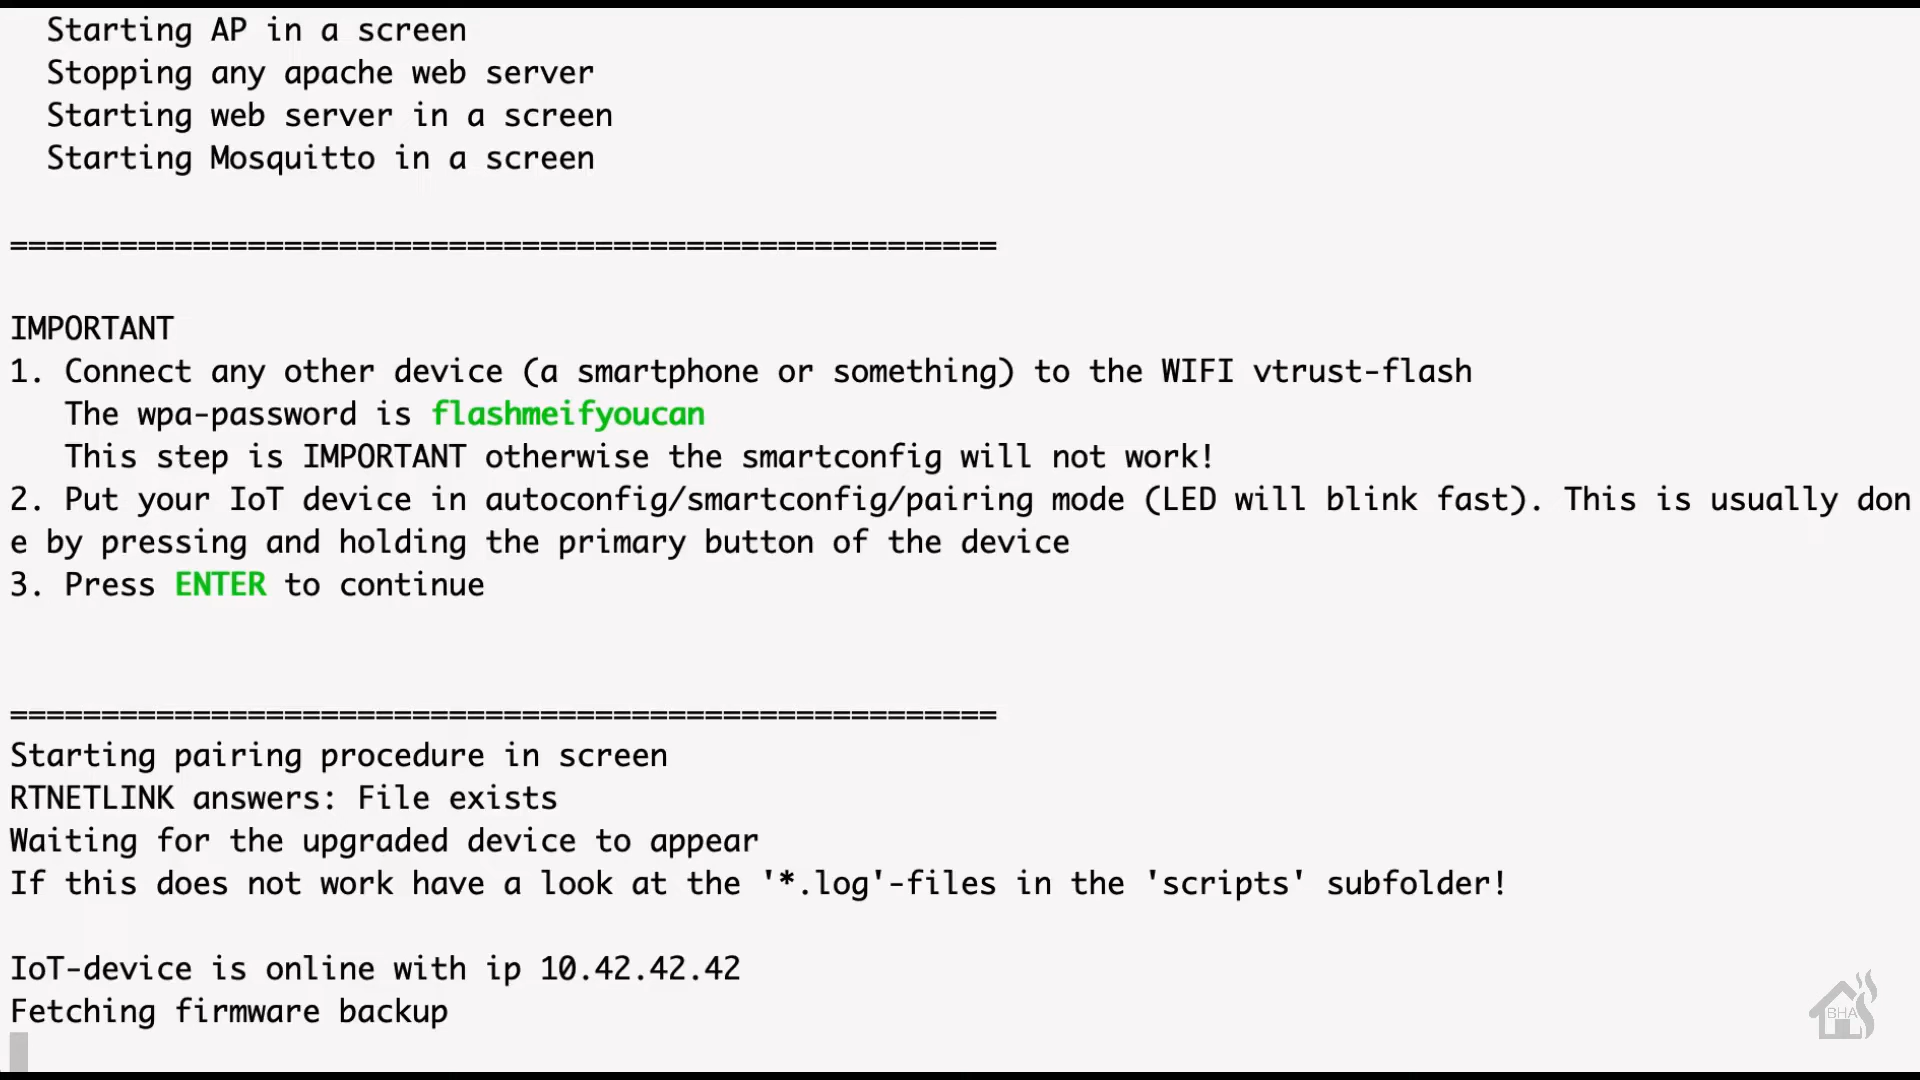 Starting AP in a screen
Stopping any apache web server
Starting web server in a screen
Starting Mosquitto in a screen
======================================================
IMPORTANT
1. Connect any other device (a smartphone or something) to the WIFI vtrust-flash
The wpa-password is flashmeifyoucan
This step is IMPORTANT otherwise the smartconfig will not work!
2. Put your IoT device in autoconfig/smartconfig/pairing mode (LED will blink fast). This is usually don
e by pressing and holding the primary button of the device
3. Press ENTER to continue
======================================================
Starting pairing procedure in screen
RTNETLINK answers: File exists
Waiting for the upgraded device to appear
If this does not work have a look at the '*.log'-files in the 'scripts' subfolder!
IoT-device is online with ip 10.42.42.42
Fetching firmware backup
BHA